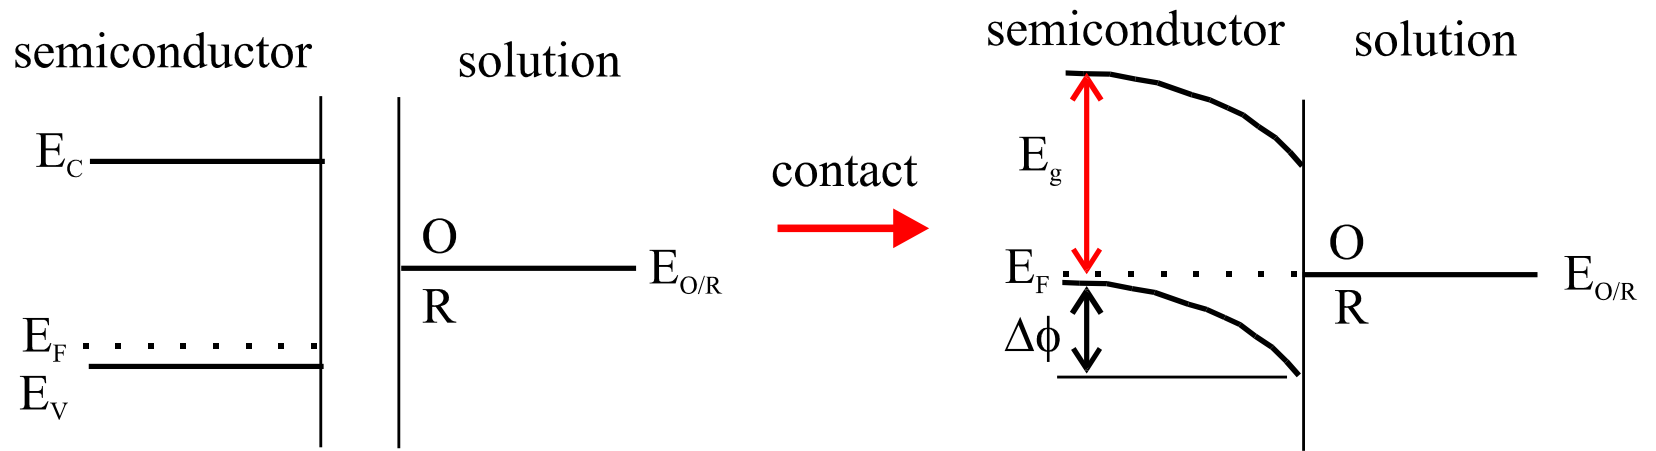 semiconductor
solution
E_C
O
E_O/R
R
E_F
E_V
contact
semiconductor
solution
E_g
O
E_F
E_O/R
R
Δϕ